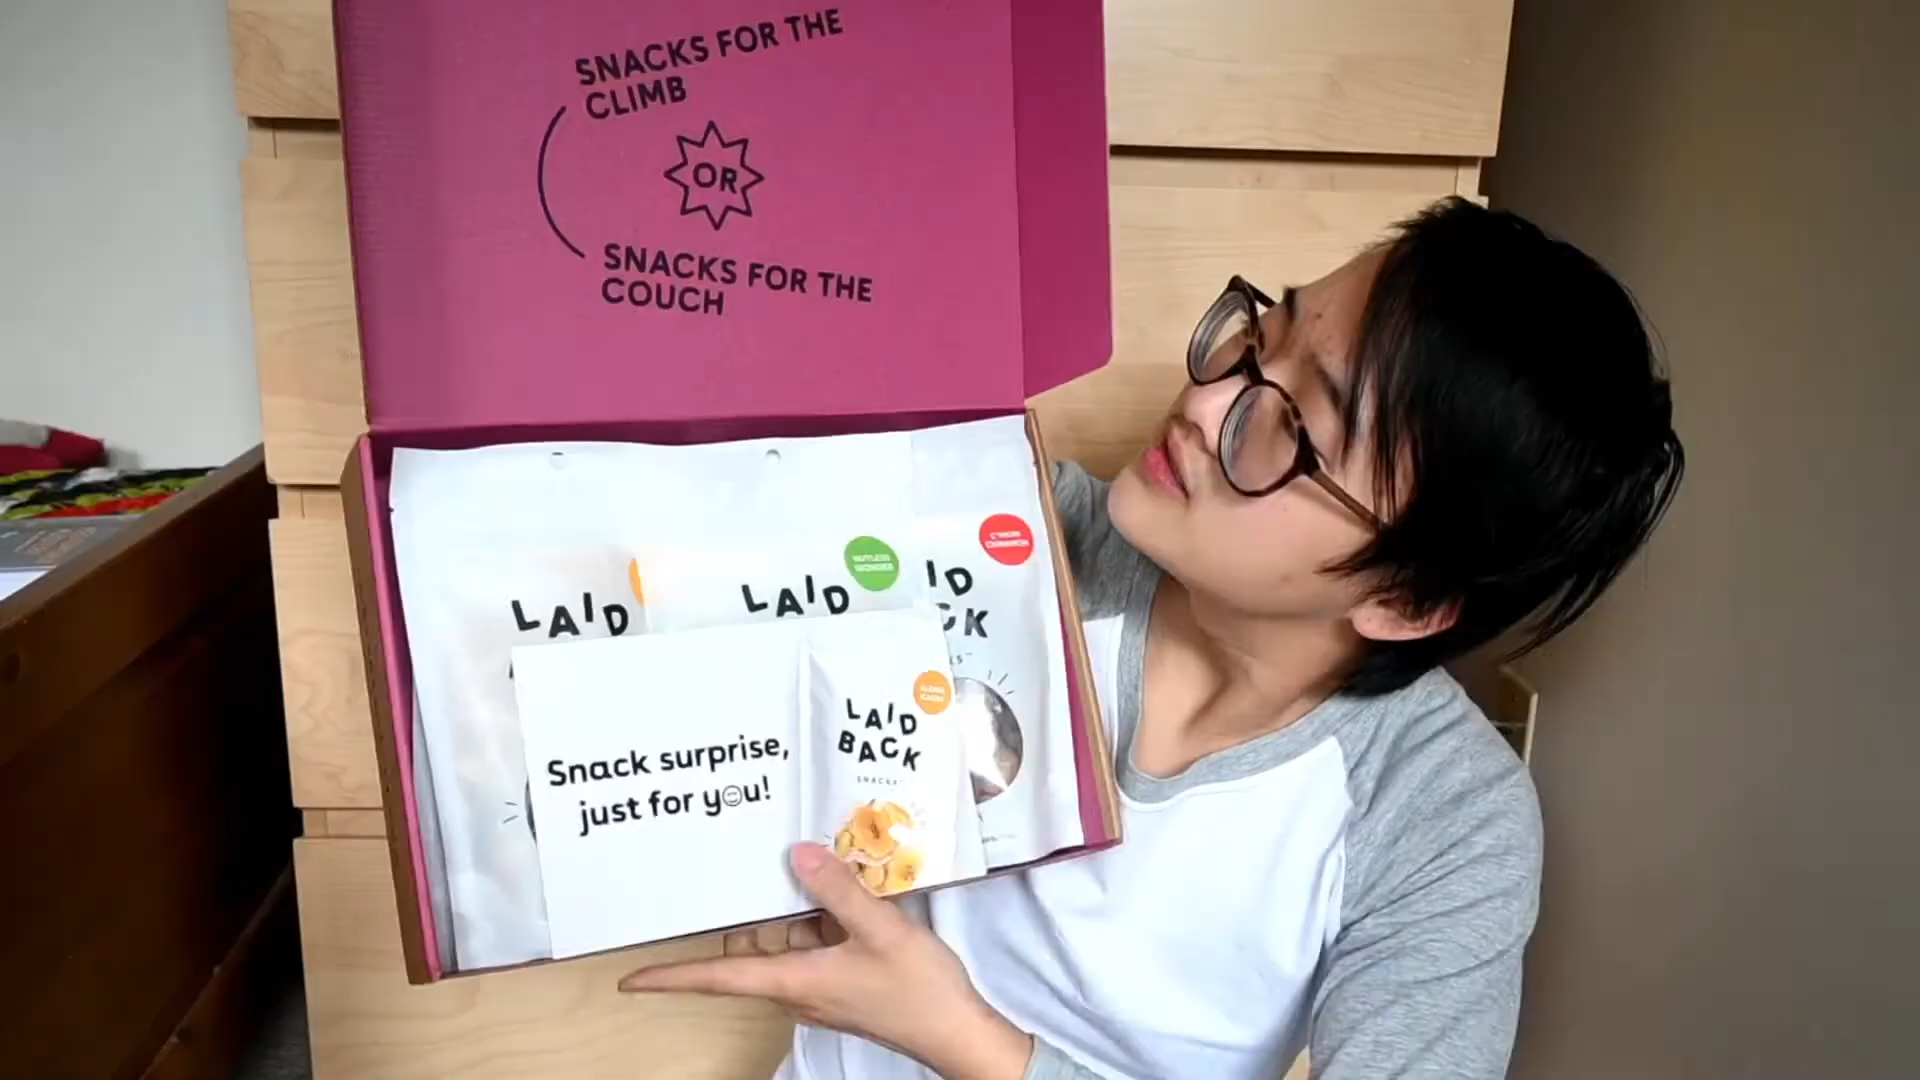 SNACKS FOR THE
CLIMB
OR
SNACKS FOR THE
COUCH
LAID
LAID
NUTLESS
WONDER
ID
CK
C'MON
CINNAMON
Snack surprise,
just for you!
LAID
BACK
SNACKS